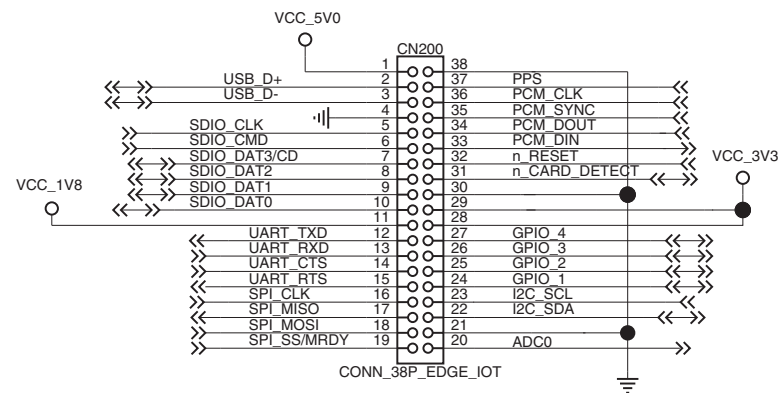 VCC_5V0
CN200
1 38
USB_D+ 2 37 PPS
USB_D- 3 36 PCM_CLK
4 35 PCM_SYNC
SDIO_CLK 5 34 PCM_DOUT
SDIO_CMD 6 33 PCM_DIN
SDIO_DAT3/CD 7 32 n_RESET
VCC_3V3
SDIO_DAT2 8 31 n_CARD_DETECT
VCC_1V8
SDIO_DAT1 9 30
SDIO_DAT0 10 29
11 28
UART_TXD 12 27 GPIO_4
UART_RXD 13 26 GPIO_3
UART_CTS 14 25 GPIO_2
UART_RTS 15 24 GPIO_1
SPI_CLK 16 23 I2C_SCL
SPI_MISO 17 22 I2C_SDA
SPI_MOSI 18 21
SPI_SS/MRDY 19 20 ADC0
CONN_38P_EDGE_IOT